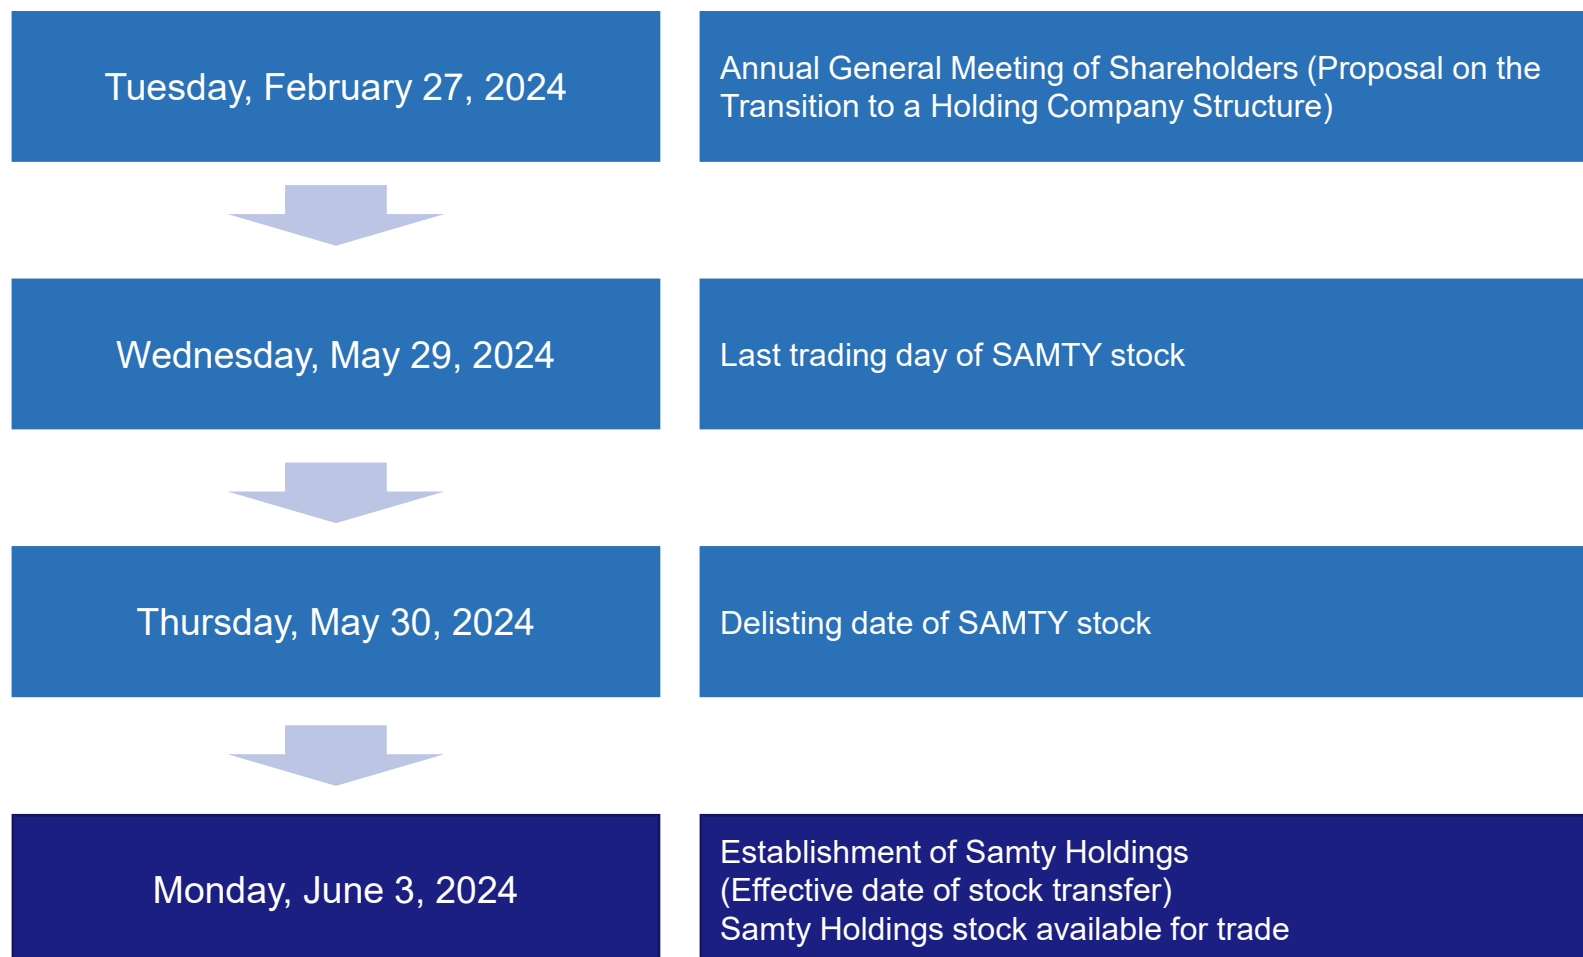 Tuesday, February 27, 2024
Annual General Meeting of Shareholders (Proposal on the
Transition to a Holding Company Structure)
Wednesday, May 29, 2024
Last trading day of SAMTY stock
Thursday, May 30, 2024
Delisting date of SAMTY stock
Monday, June 3, 2024
Establishment of Samty Holdings
(Effective date of stock transfer)
Samty Holdings stock available for trade